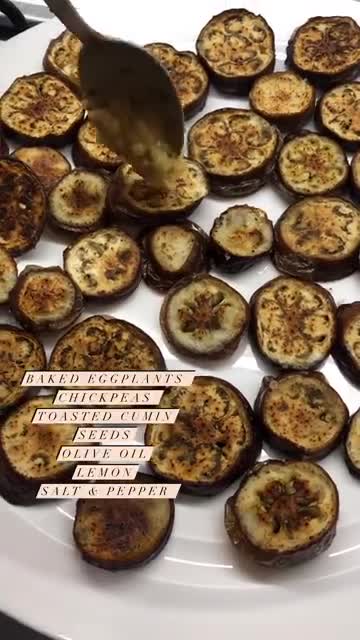 BAKED EGGPLANTS
CHICKPEAS
TOASTED CUMIN
SEEDS
OLIVE OIL
LEMON
SALT & PEPPER